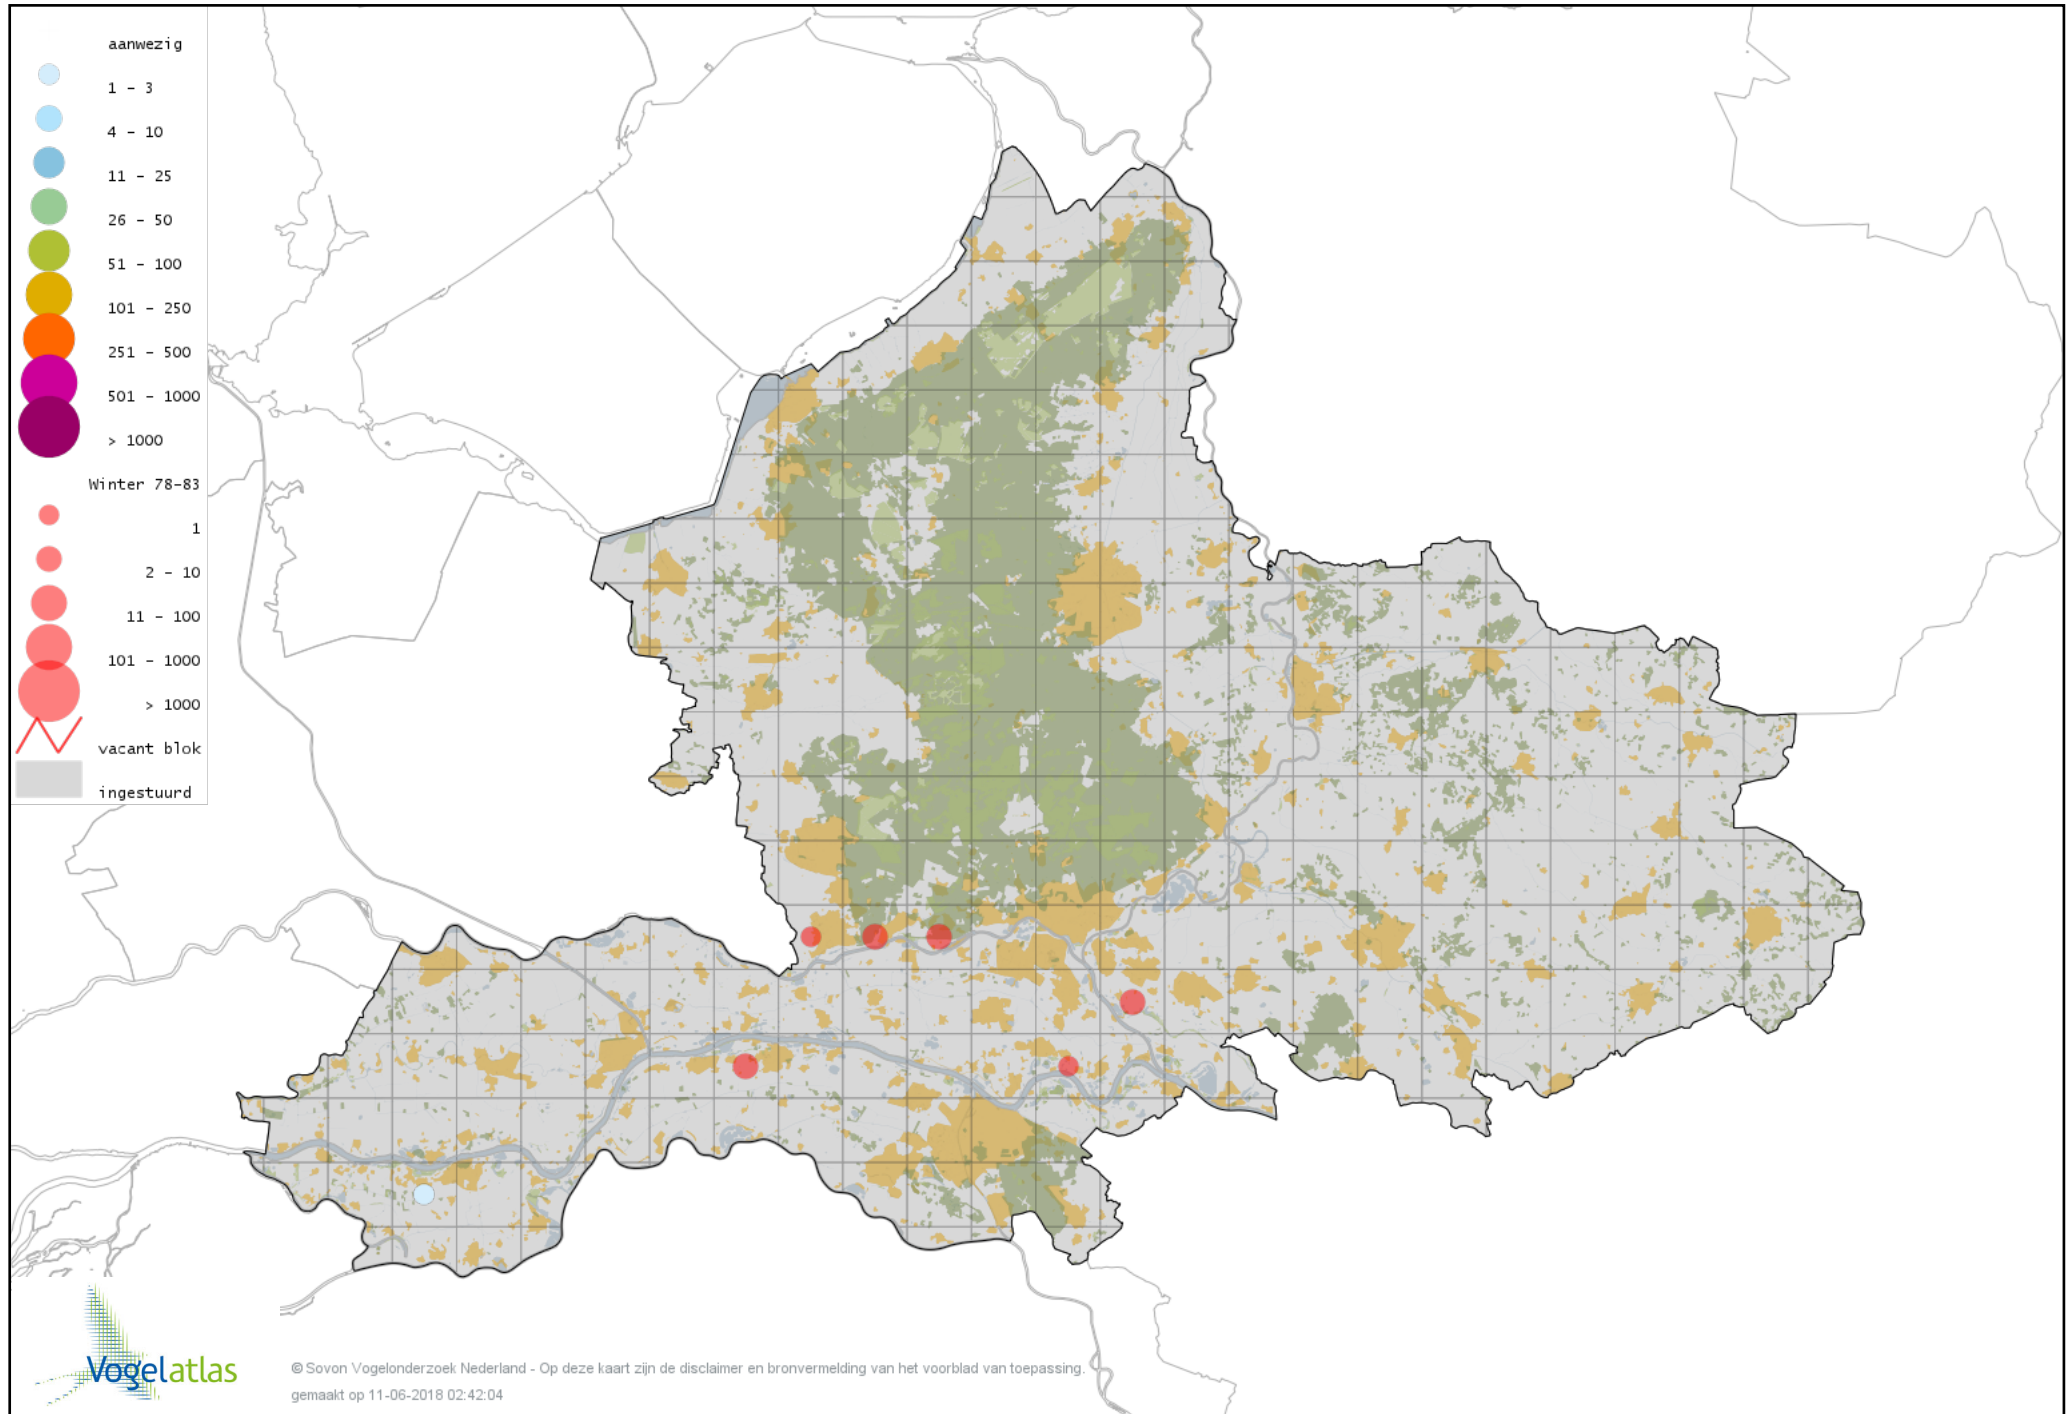 aanwezig
1 - 3
4 - 10
11 - 25
26 - 50
51 - 100
101 - 250
251 - 500
501 - 1000
> 1000
Winter 78-83
1
2 - 10
11 - 100
101 - 1000
> 1000
vacant blok
ingestuurd
Vogelatlas
© Sovon Vogelonderzoek Nederland - Op deze kaart zijn de disclaimer en bronvermelding van het voorblad van toepassing.
gemaakt op 11-06-2018 02:42:04